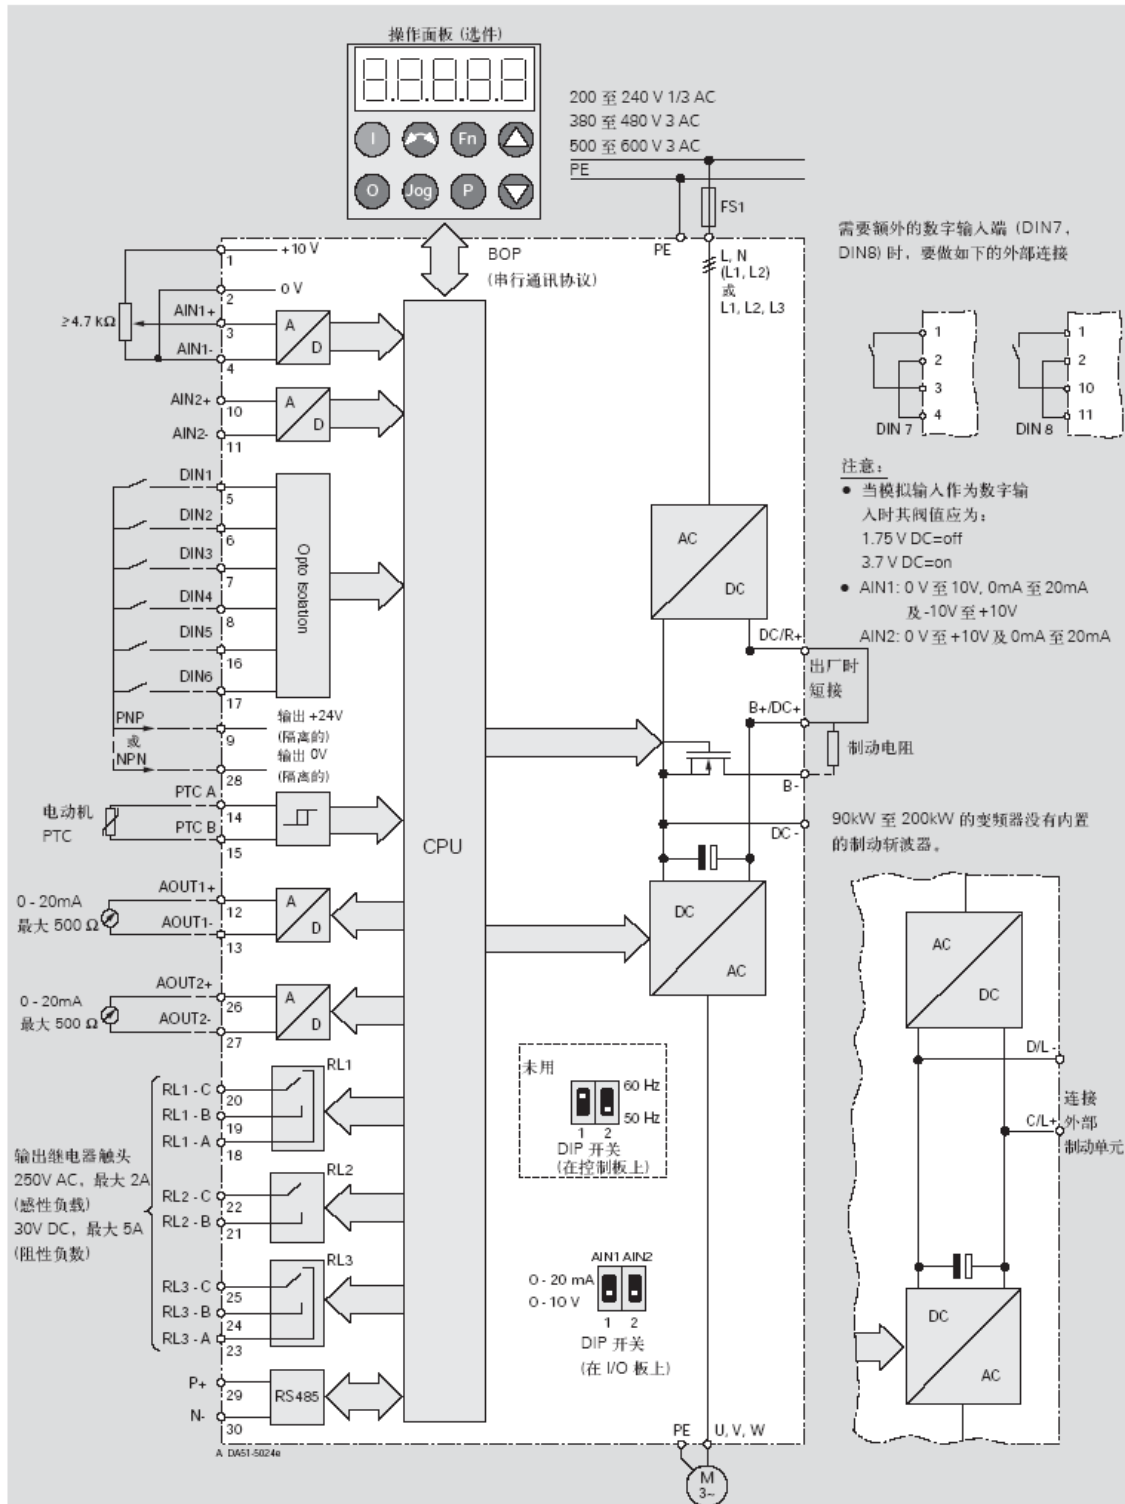 操作面板 (选件)
8.8.8.8.8
I
Fn
O
Jog
P
200 至 240 V 1/3 AC
380 至 480 V 3 AC
500 至 600 V 3 AC
PE
FS1
PE
BOP
(串行通讯协议)
L, N
(L1, L2)
或
L1, L2, L3
需要额外的数字输入端 (DIN7,
DIN8) 时，要做如下的外部连接
1
2
3
4
DIN 7
1
2
10
11
DIN 8
注意：
● 当模拟输入作为数字输
入时其阀值应为：
1.75 V DC=off
3.7 V DC=on
● AIN1: 0 V 至 10V, 0mA 至 20mA
及 -10V 至 +10V
AIN2: 0 V 至 +10V 及 0mA 至 20mA
+10 V
1
0 V
2
≥4.7 kΩ
AIN1+
3
AIN1-
4
A
D
AIN2+
10
AIN2-
11
A
D
DIN1
5
DIN2
6
DIN3
7
DIN4
8
DIN5
16
DIN6
17
Opto Isolation
PNP
或
NPN
9
28
输出 +24V
(隔离的)
输出 0V
(隔离的)
电动机
PTC
PTC A
14
PTC B
15
CPU
0 - 20mA
最大 500 Ω
AOUT1+
12
AOUT1-
13
A
D
0 - 20mA
最大 500 Ω
AOUT2+
26
AOUT2-
27
A
D
输出继电器触头
250V AC，最大 2A
(感性负载)
30V DC，最大 5A
(阻性负数)
RL1
RL1 - C
20
RL1 - B
19
RL1 - A
18
RL2
RL2 - C
22
RL2 - B
21
RL3
RL3 - C
25
RL3 - B
24
RL3 - A
23
P+
29
N-
30
RS485
A DA51-5024e
AC
DC
DC/R+
出厂时
短接
B+/DC+
制动电阻
B-
DC -
DC
AC
未用
60 Hz
50 Hz
1 2
DIP 开关
(在控制板上)
AIN1 AIN2
0 - 20 mA
0 - 10 V
1 2
DIP 开关
(在 I/O 板上)
PE
U, V, W
M
3~
90kW 至 200kW 的变频器没有内置
的制动斩波器。
AC
DC
D/L -
C/L+
连接
外部
制动单元
DC
AC